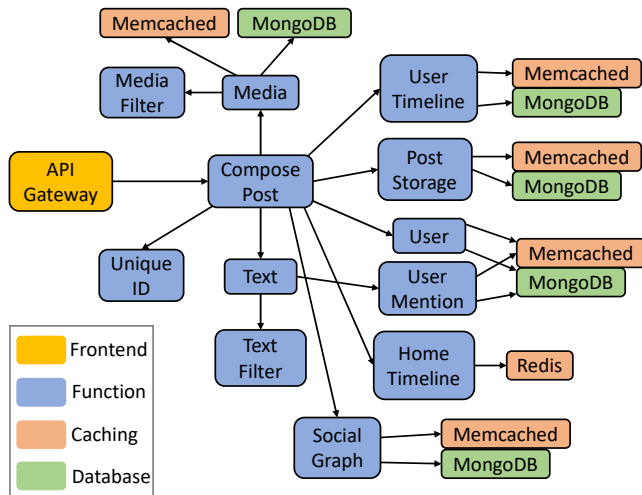 Memcached
MongoDB
Media
Filter
Media
User
Timeline
Memcached
MongoDB
API
Gateway
Compose
Post
Post
Storage
Memcached
MongoDB
Unique
ID
Text
User
User
Mention
Memcached
MongoDB
Text
Filter
Home
Timeline
Redis
Social
Graph
Memcached
MongoDB
Frontend
Function
Caching
Database